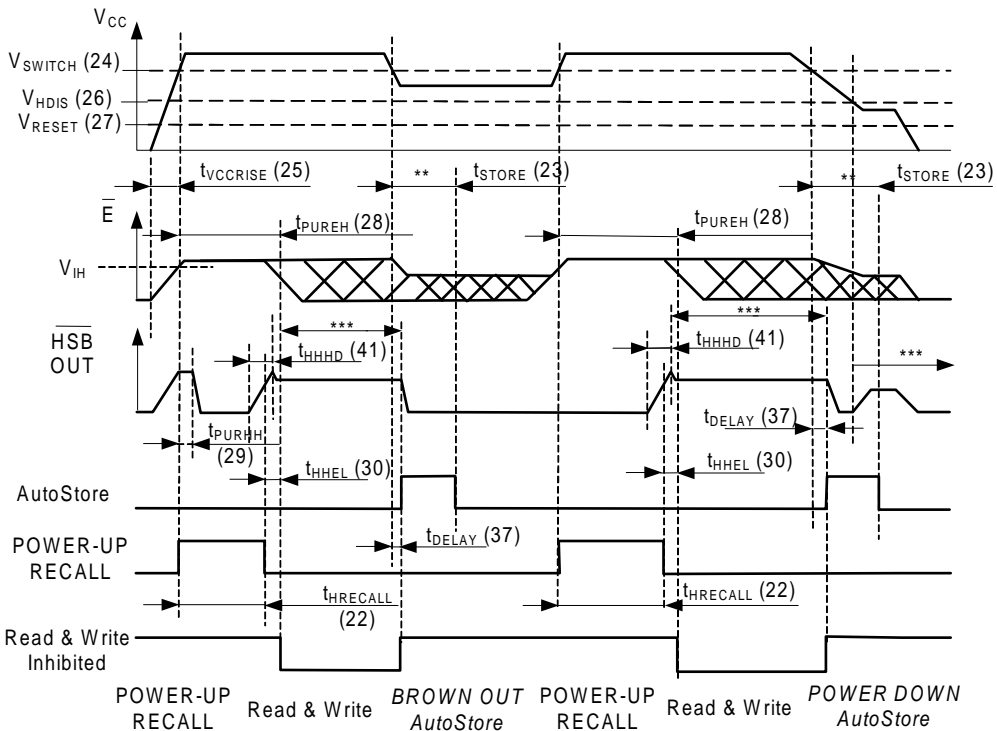 VCC
VSWITCH (24)
VHDIS (26)
VRESET (27)
tVCCRISE (25)
**
tSTORE (23)
**
tSTORE (23)
E
tPUREH (28)
tPUREH (28)
VIH
HSB
OUT
***
***
***
tHHHD (41)
tHHHD (41)
tPURHH
(29)
tDELAY (37)
tHHEL (30)
tHHEL (30)
AutoStore
tDELAY (37)
POWER-UP
RECALL
tHRECALL
(22)
tHRECALL (22)
Read & Write
Inhibited
POWER-UP
RECALL
Read & Write
BROWN OUT
AutoStore
POWER-UP
RECALL
Read & Write
POWER DOWN
AutoStore